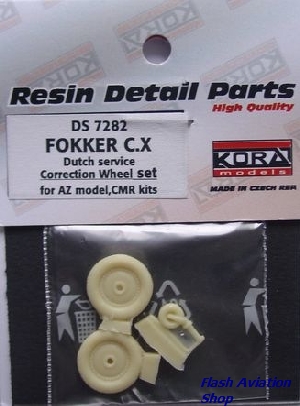 Resin Detail Parts
High Quality
DS 7282
FOKKER C.X
Dutch service
Correction Wheel set
for AZ model,CMR kits
KORA
models
MADE IN CZECH REP.
Flash Aviation
Shop